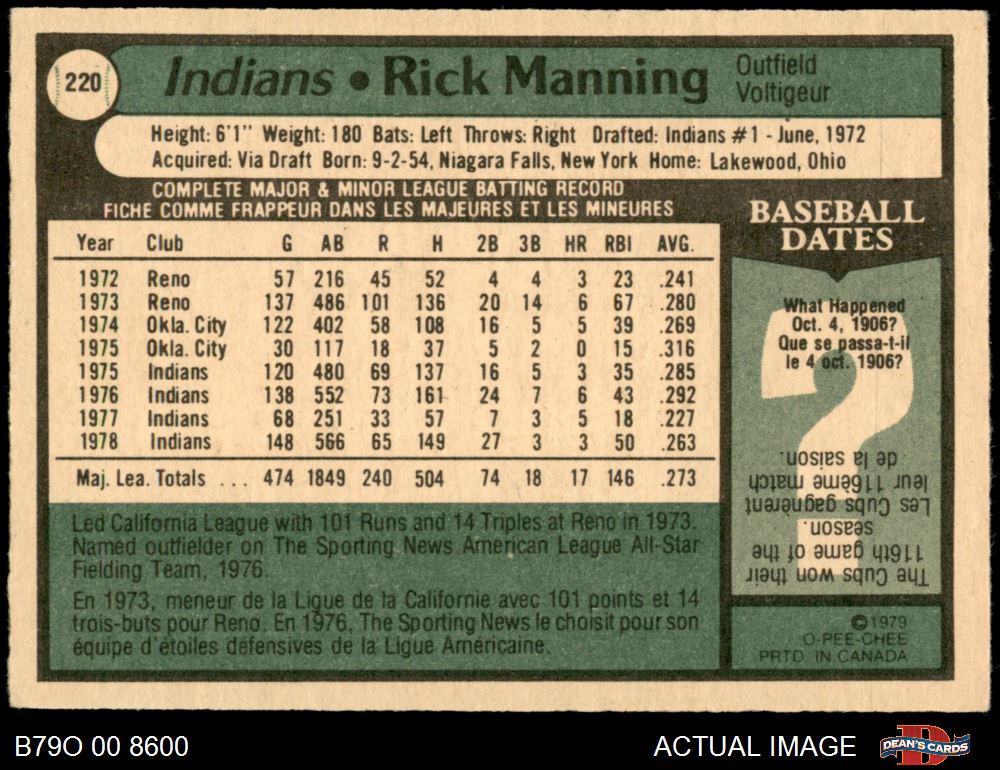 220
Indians • Rick Manning
Outfield
Voltigeur
Height: 6'1" Weight: 180 Bats: Left Throws: Right Drafted: Indians #1 - June, 1972
Acquired: Via Draft Born: 9-2-54, Niagara Falls, New York Home: Lakewood, Ohio
COMPLETE MAJOR & MINOR LEAGUE BATTING RECORD
FICHE COMME FRAPPEUR DANS LES MAJEURES ET LES MINEURES
Year Club G AB R H 2B 3B HR RBI AVG.
1972 Reno 57 216 45 52 4 4 3 23 .241
1973 Reno 137 486 101 136 20 14 6 67 .280
1974 Okla. City 122 402 58 108 16 5 5 39 .269
1975 Okla. City 30 117 18 37 5 2 0 15 .316
1975 Indians 120 480 69 137 16 5 3 35 .285
1976 Indians 138 552 73 161 24 7 6 43 .292
1977 Indians 68 251 33 57 7 3 5 18 .227
1978 Indians 148 566 65 149 27 3 3 50 .263
Maj. Lea. Totals ... 474 1849 240 504 74 18 17 146 .273
Led California League with 101 Runs and 14 Triples at Reno in 1973.
Named outfielder on The Sporting News American League All-Star
Fielding Team, 1976.
En 1973, meneur de la Ligue de la Californie avec 101 points et 14
trois-buts pour Reno. En 1976, The Sporting News le choisit pour son
équipe d'étoiles défensives de la Ligue Américaine.
BASEBALL
DATES
What Happened
Oct. 4, 1906?
Que se passa-t-il
le 4 oct. 1906?
The Cubs won their
116th game of the
season.
Les Cubs gagnèrent
leur 116ème match
de la saison.
©1979
O-PEE-CHEE
PRTD IN CANADA
B79O 00 8600
ACTUAL IMAGE
D
DEAN'S CARDS